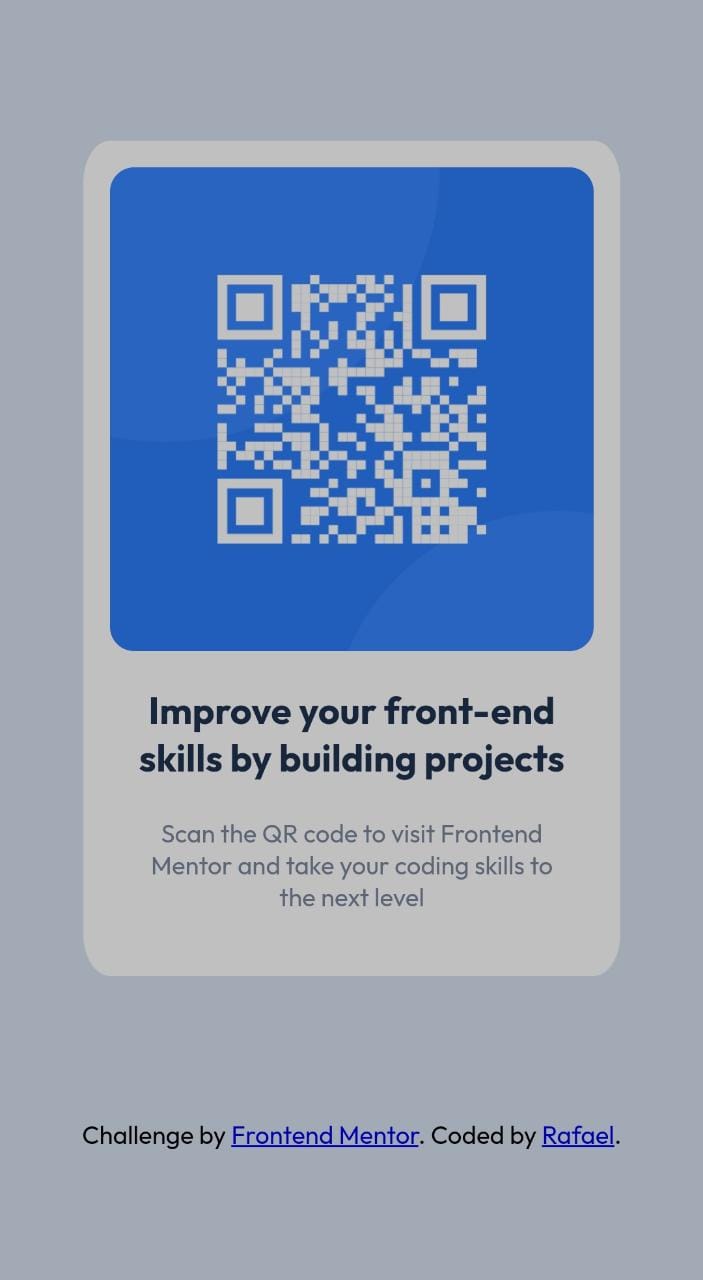 Improve your front-end
skills by building projects
Scan the QR code to visit Frontend
Mentor and take your coding skills to
the next level
Challenge by Frontend Mentor. Coded by Rafael.